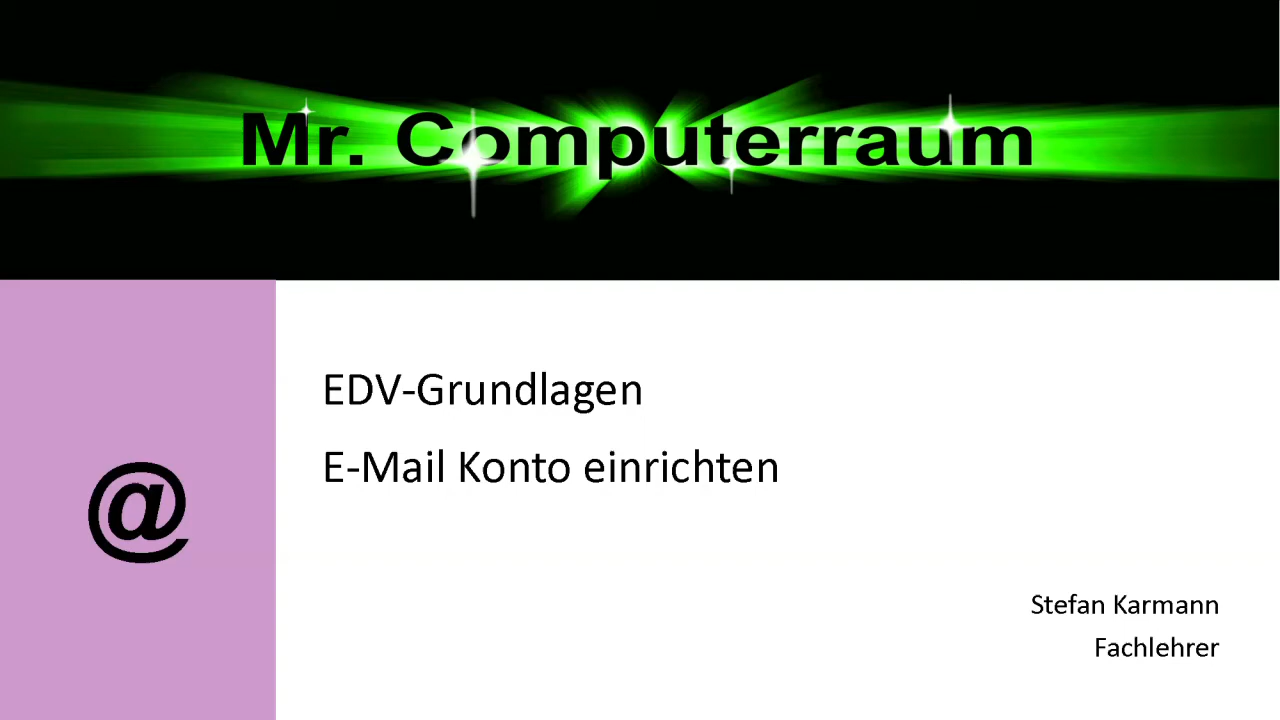 Mr. Computerraum
EDV-Grundlagen
E-Mail Konto einrichten
@
Stefan Karmann
Fachlehrer